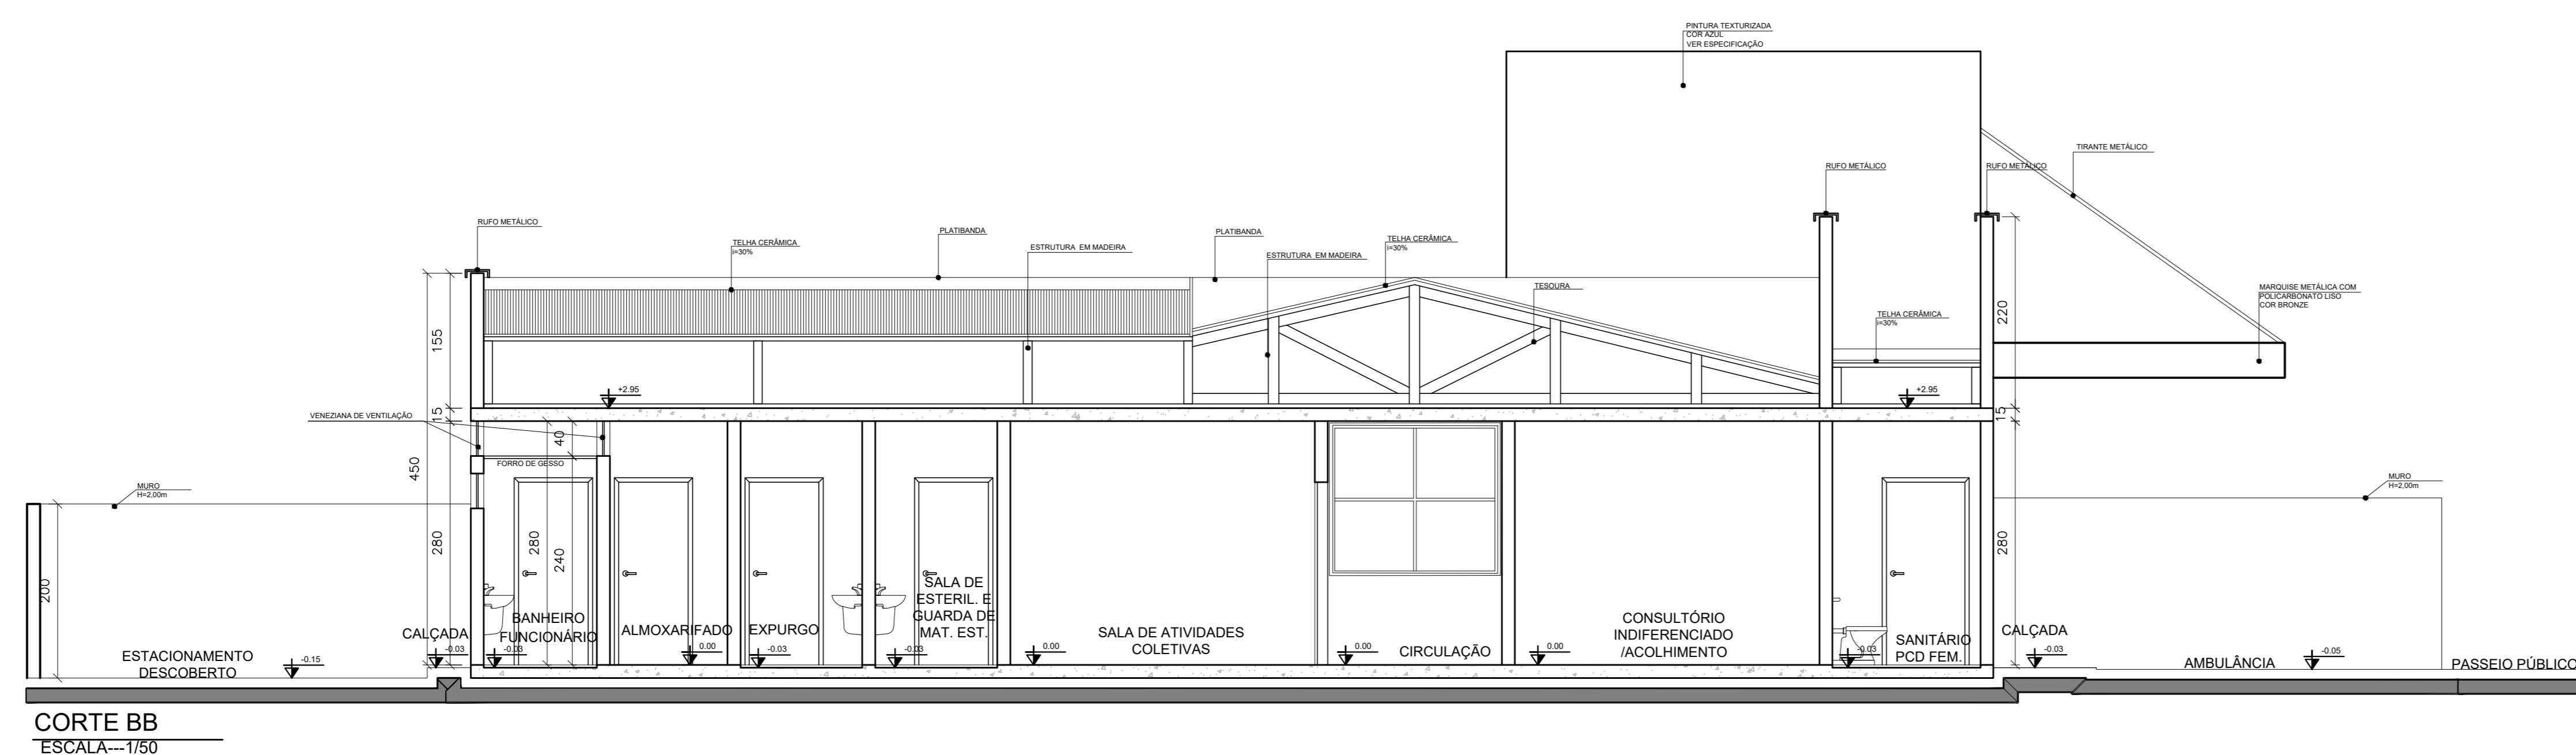 PINTURA TEXTURIZADA
COR AZUL
VER ESPECIFICAÇÃO
TIRANTE METÁLICO
RUFO METÁLICO
RUFO METÁLICO
RUFO METÁLICO
TELHA CERÂMICA
i=30%
PLATIBANDA
ESTRUTURA EM MADEIRA
PLATIBANDA
ESTRUTURA EM MADEIRA
TELHA CERÂMICA
i=30%
TESOURA
TELHA CERÂMICA
i=30%
MARQUISE METÁLICA COM
POLICARBONATO LISO
COR BRONZE
155
220
+2.95
+2.95
15
15
VENEZIANA DE VENTILAÇÃO
40
450
FORRO DE GESSO
MURO
H=2,00m
MURO
H=2,00m
280
280
240
280
200
CALÇADA
-0.03
BANHEIRO
FUNCIONÁRIO
-0.03
ALMOXARIFADO
0.00
EXPURGO
-0.03
SALA DE
ESTERIL. E
GUARDA DE
MAT. EST.
-0.03
SALA DE ATIVIDADES
COLETIVAS
0.00
CIRCULAÇÃO
0.00
CONSULTÓRIO
INDIFERENCIADO
/ACOLHIMENTO
0.00
SANITÁRIO
PCD FEM.
-0.03
CALÇADA
-0.03
ESTACIONAMENTO
DESCOBERTO
-0.15
AMBULÂNCIA
-0.05
PASSEIO PÚBLICO
CORTE BB
ESCALA---1/50